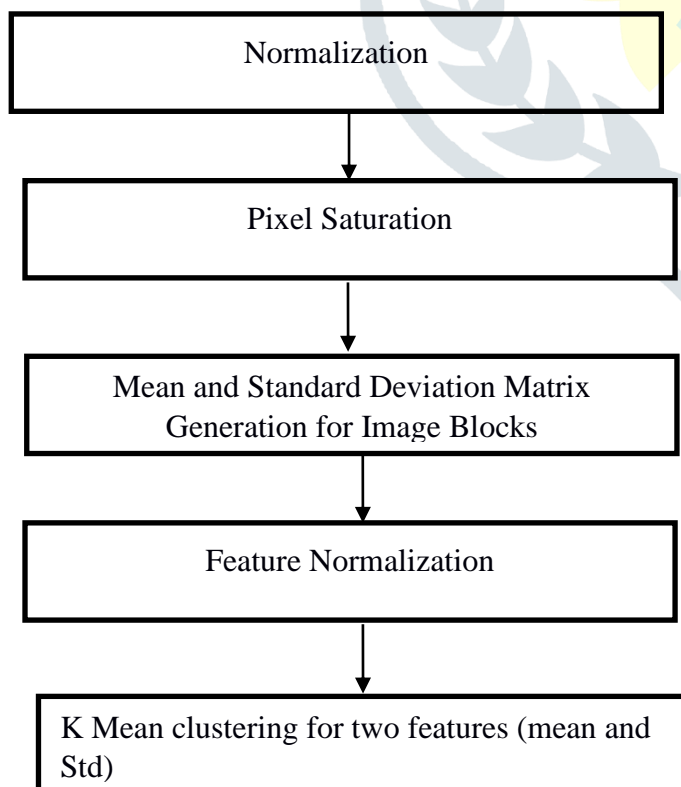 Normalization
Pixel Saturation
Mean and Standard Deviation Matrix
Generation for Image Blocks
Feature Normalization
K Mean clustering for two features (mean and
Std)